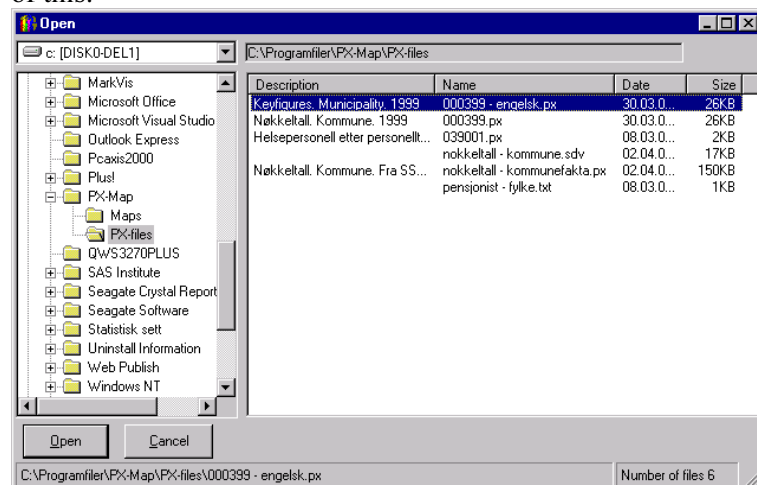 of this.
Open
c: [DISK0-DEL1]
C:\Programfiler\PX-Map\PX-files
MarkVis
Microsoft Office
Microsoft Visual Studio
Outlook Express
Pcaxis2000
Plus!
PX-Map
Maps
PX-files
QWS3270PLUS
SAS Institute
Seagate Crystal Report
Seagate Software
Statistisk sett
Uninstall Information
Web Publish
Windows NT
Description Name Date Size
Keyfigures. Municipality. 1999 000399 - engelsk.px 30.03.0... 26KB
Nøkkeltall. Kommune. 1999 000399.px 30.03.0... 26KB
Helsepersonell etter personellt... 039001.px 08.03.0... 2KB
nokkeltall - kommune.sdv 02.04.0... 17KB
Nøkkeltall. Kommune. Fra SS... nokkeltall - kommunefakta.px 02.04.0... 150KB
pensjonist - fylke.txt 08.03.0... 1KB
Open Cancel
C:\Programfiler\PX-Map\PX-files\000399 - engelsk.px Number of files 6